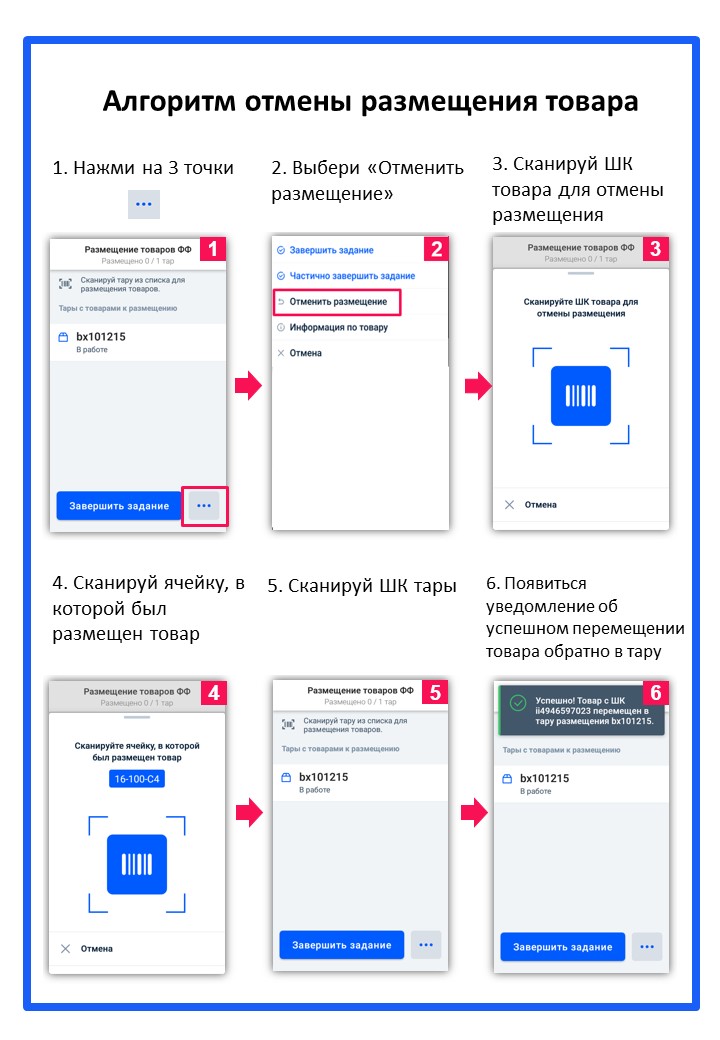 Алгоритм отмены размещения товара
1. Нажми на 3 точки
2. Выбери «Отменить
размещение»
3. Сканируй ШК
товара для отмены
размещения
Размещение товаров ФФ
Размещено 0 / 1 тар
1
Сканируй тару из списка для
размещения товаров.
Тары с товарами к размещению
bx101215
В работе
Завершить задание
2
Завершить задание
Частично завершить задание
Отменить размещение
Информация по товару
Отмена
Размещение товаров ФФ
Размещено 0 / 1 тар
3
Сканируйте ШК товара для
отмены размещения
Отмена
4. Сканируй ячейку, в
которой был
размещен товар
5. Сканируй ШК тары
6. Появиться
уведомление об
успешном перемещении
товара обратно в тару
Размещение товаров ФФ
Размещено 0 / 1 тар
4
Сканируйте ячейку, в которой
был размещен товар
16-100-C4
Отмена
Размещение товаров ФФ
Размещено 0 / 1 тар
5
Сканируй тару из списка для
размещения товаров.
Тары с товарами к размещению
bx101215
В работе
Завершить задание
6
Успешно! Товар с ШК
ii4946597023 перемещен в
тару размещения bx101215.
Тары с товарами к размещению
bx101215
В работе
Завершить задание